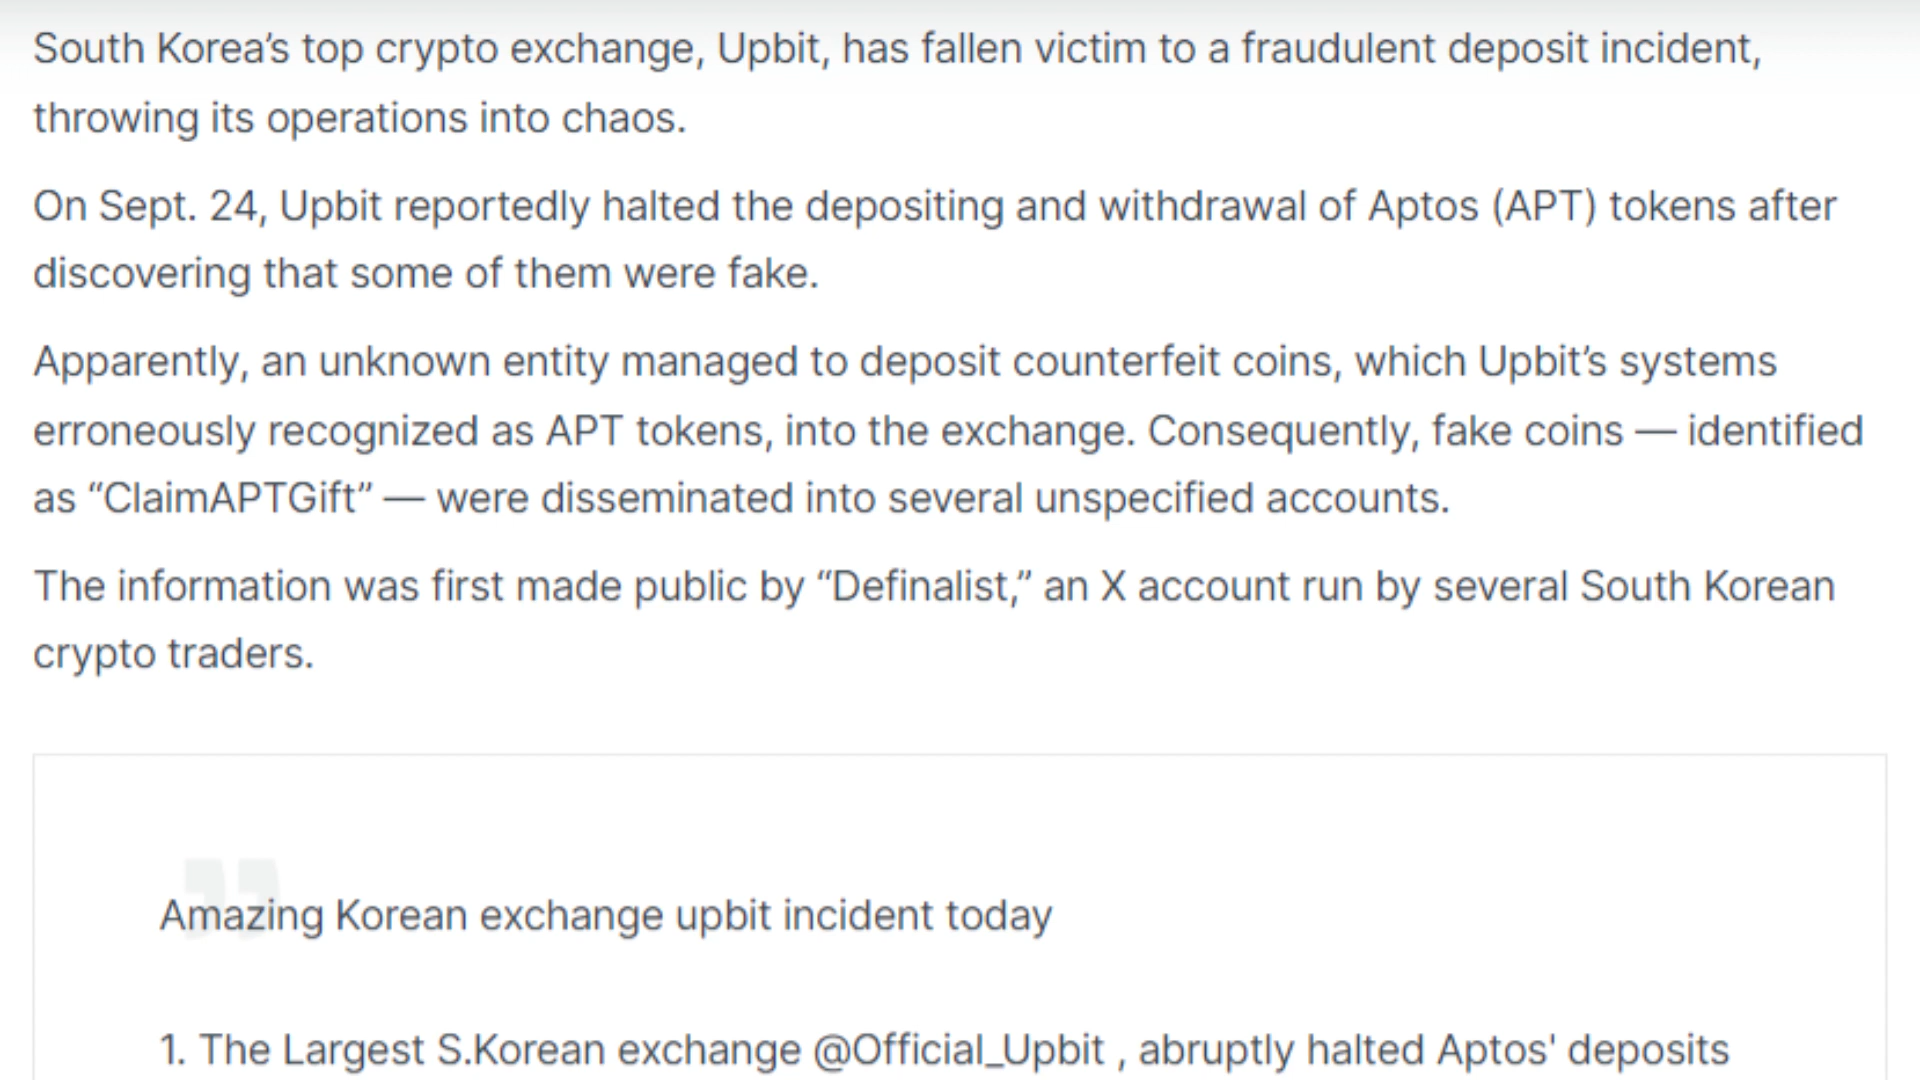 South Korea’s top crypto exchange, Upbit, has fallen victim to a fraudulent deposit incident,
throwing its operations into chaos.
On Sept. 24, Upbit reportedly halted the depositing and withdrawal of Aptos (APT) tokens after
discovering that some of them were fake.
Apparently, an unknown entity managed to deposit counterfeit coins, which Upbit’s systems
erroneously recognized as APT tokens, into the exchange. Consequently, fake coins — identified
as “ClaimAPTGift” — were disseminated into several unspecified accounts.
The information was first made public by “Definalist,” an X account run by several South Korean
crypto traders.
Amazing Korean exchange upbit incident today
1. The Largest S.Korean exchange @Official_Upbit , abruptly halted Aptos' deposits